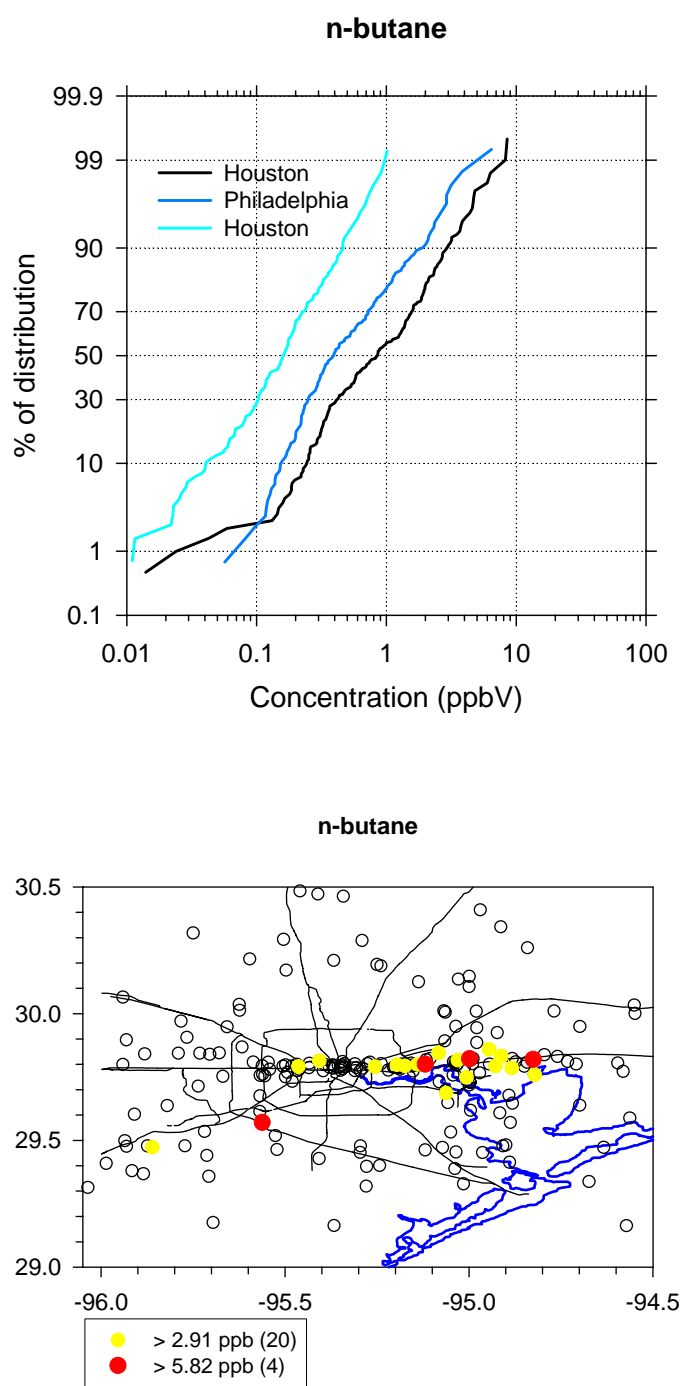 n-butane
99.9
99
90
70
50
30
10
1
0.1
% of distribution
Houston
Philadelphia
Houston
0.01 0.1 1 10 100
Concentration (ppbV)
n-butane
30.5
30.0
29.5
29.0
-96.0 -95.5 -95.0 -94.5
> 2.91 ppb (20)
> 5.82 ppb (4)